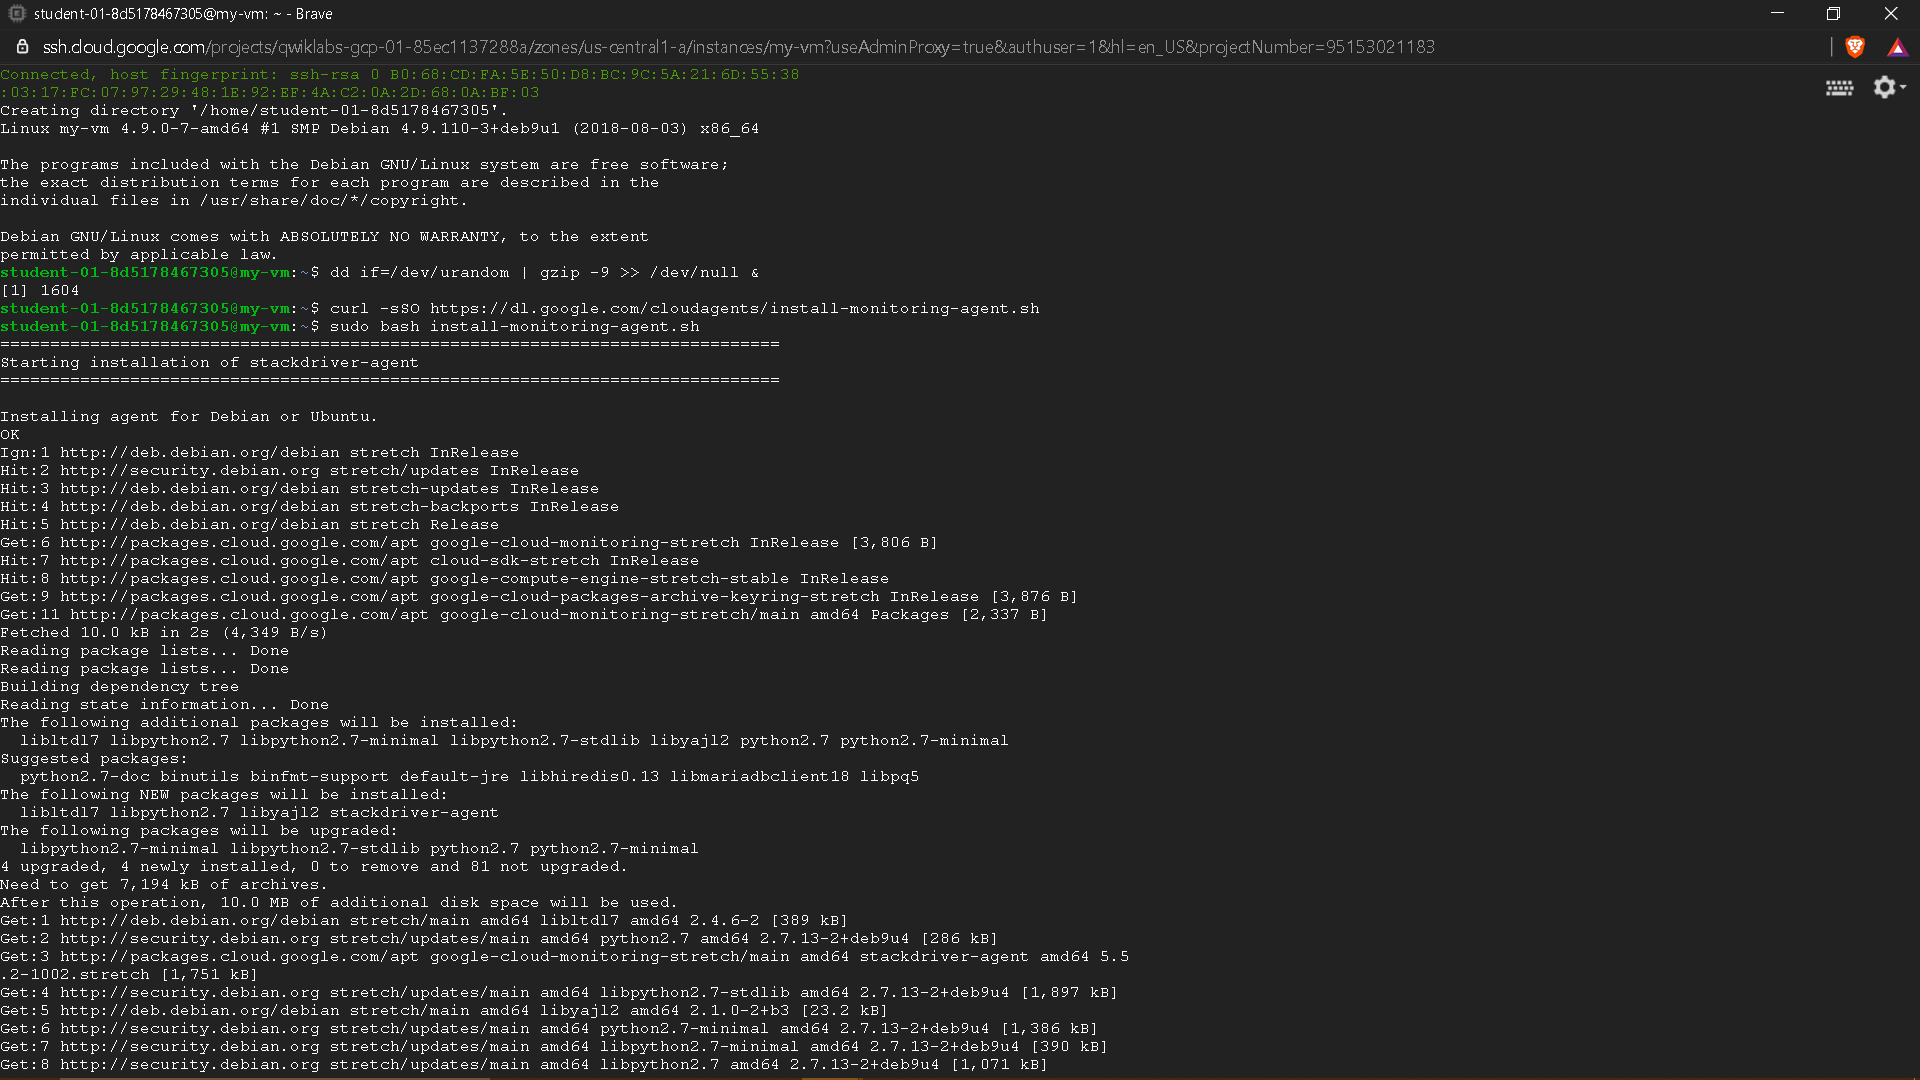 student-01-8d5178467305@my-vm: ~ - Brave
ssh.cloud.google.com/projects/qwiklabs-gcp-01-85ec1137288a/zones/us-central1-a/instances/my-vm?useAdminProxy=true&authuser=1&hl=en_US&projectNumber=95153021183
Connected, host fingerprint: ssh-rsa 0 B0:68:CD:FA:5E:50:D8:BC:9C:5A:21:6D:55:38
:03:17:FC:07:97:29:48:1E:92:EF:4A:C2:0A:2D:68:0A:BF:03
Creating directory '/home/student-01-8d5178467305'.
Linux my-vm 4.9.0-7-amd64 #1 SMP Debian 4.9.110-3+deb9u1 (2018-08-03) x86_64
The programs included with the Debian GNU/Linux system are free software;
the exact distribution terms for each program are described in the
individual files in /usr/share/doc/*/copyright.
Debian GNU/Linux comes with ABSOLUTELY NO WARRANTY, to the extent
permitted by applicable law.
student-01-8d5178467305@my-vm:~$ dd if=/dev/urandom | gzip -9 >> /dev/null &
[1] 1604
student-01-8d5178467305@my-vm:~$ curl -sSO https://dl.google.com/cloudagents/install-monitoring-agent.sh
student-01-8d5178467305@my-vm:~$ sudo bash install-monitoring-agent.sh
==============================================================================
Starting installation of stackdriver-agent
==============================================================================
Installing agent for Debian or Ubuntu.
OK
Ign:1 http://deb.debian.org/debian stretch InRelease
Hit:2 http://security.debian.org stretch/updates InRelease
Hit:3 http://deb.debian.org/debian stretch-updates InRelease
Hit:4 http://deb.debian.org/debian stretch-backports InRelease
Hit:5 http://deb.debian.org/debian stretch Release
Get:6 http://packages.cloud.google.com/apt google-cloud-monitoring-stretch InRelease [3,806 B]
Hit:7 http://packages.cloud.google.com/apt cloud-sdk-stretch InRelease
Hit:8 http://packages.cloud.google.com/apt google-compute-engine-stretch-stable InRelease
Get:9 http://packages.cloud.google.com/apt google-cloud-packages-archive-keyring-stretch InRelease [3,876 B]
Get:11 http://packages.cloud.google.com/apt google-cloud-monitoring-stretch/main amd64 Packages [2,337 B]
Fetched 10.0 kB in 2s (4,349 B/s)
Reading package lists... Done
Reading package lists... Done
Building dependency tree
Reading state information... Done
The following additional packages will be installed:
  libltdl7 libpython2.7 libpython2.7-minimal libpython2.7-stdlib libyajl2 python2.7 python2.7-minimal
Suggested packages:
  python2.7-doc binutils binfmt-support default-jre libhiredis0.13 libmariadbclient18 libpq5
The following NEW packages will be installed:
  libltdl7 libpython2.7 libyajl2 stackdriver-agent
The following packages will be upgraded:
  libpython2.7-minimal libpython2.7-stdlib python2.7 python2.7-minimal
4 upgraded, 4 newly installed, 0 to remove and 81 not upgraded.
Need to get 7,194 kB of archives.
After this operation, 10.0 MB of additional disk space will be used.
Get:1 http://deb.debian.org/debian stretch/main amd64 libltdl7 amd64 2.4.6-2 [389 kB]
Get:2 http://security.debian.org stretch/updates/main amd64 python2.7 amd64 2.7.13-2+deb9u4 [286 kB]
Get:3 http://packages.cloud.google.com/apt google-cloud-monitoring-stretch/main amd64 stackdriver-agent amd64 5.5
.2-1002.stretch [1,751 kB]
Get:4 http://security.debian.org stretch/updates/main amd64 libpython2.7-stdlib amd64 2.7.13-2+deb9u4 [1,897 kB]
Get:5 http://deb.debian.org/debian stretch/main amd64 libyajl2 amd64 2.1.0-2+b3 [23.2 kB]
Get:6 http://security.debian.org stretch/updates/main amd64 python2.7-minimal amd64 2.7.13-2+deb9u4 [1,386 kB]
Get:7 http://security.debian.org stretch/updates/main amd64 libpython2.7-minimal amd64 2.7.13-2+deb9u4 [390 kB]
Get:8 http://security.debian.org stretch/updates/main amd64 libpython2.7 amd64 2.7.13-2+deb9u4 [1,071 kB]